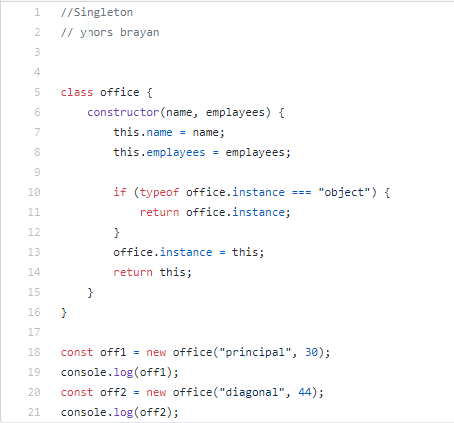 1 //Singleton
2 // yhors brayan
3
4
5 class office {
6 constructor(name, emplayees) {
7 this.name = name;
8 this.emplayees = emplayees;
9
10 if (typeof office.instance === "object") {
11 return office.instance;
12 }
13 office.instance = this;
14 return this;
15 }
16 }
17
18 const off1 = new office("principal", 30);
19 console.log(off1);
20 const off2 = new office("diagonal", 44);
21 console.log(off2);